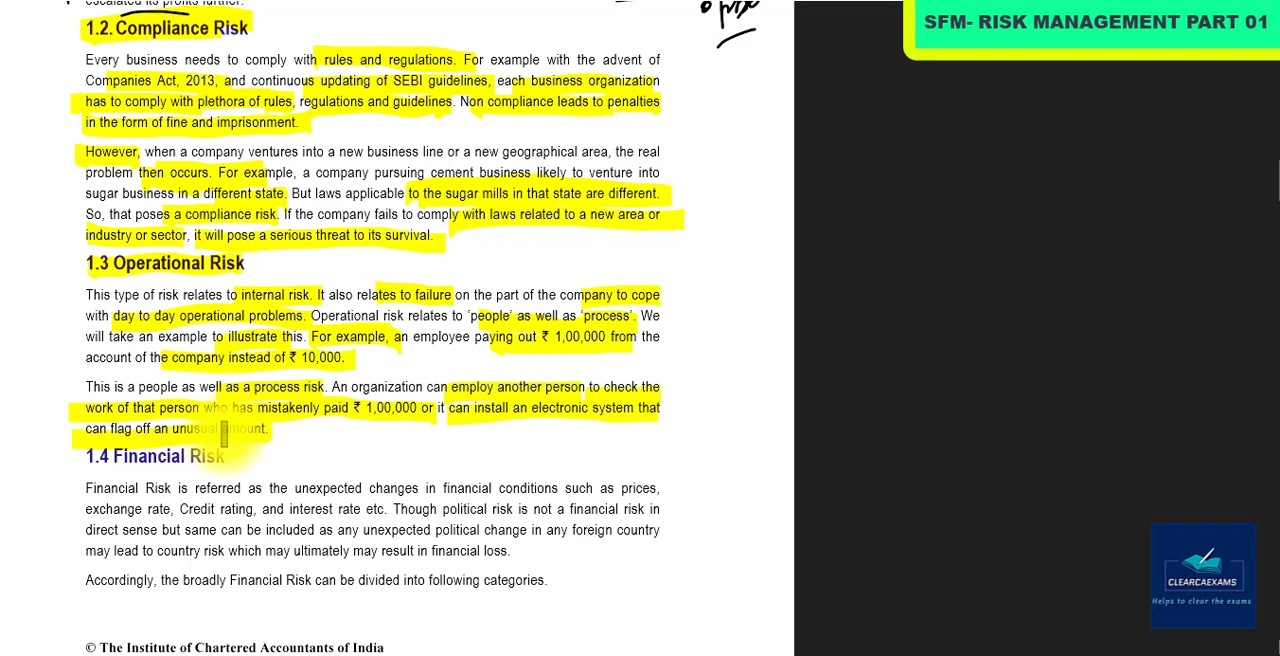 escalated its profits further.
SFM- RISK MANAGEMENT PART 01
1.2. Compliance Risk
Every business needs to comply with rules and regulations. For example with the advent of
Companies Act, 2013, and continuous updating of SEBI guidelines, each business organization
has to comply with plethora of rules, regulations and guidelines. Non compliance leads to penalties
in the form of fine and imprisonment.
However, when a company ventures into a new business line or a new geographical area, the real
problem then occurs. For example, a company pursuing cement business likely to venture into
sugar business in a different state. But laws applicable to the sugar mills in that state are different.
So, that poses a compliance risk. If the company fails to comply with laws related to a new area or
industry or sector, it will pose a serious threat to its survival.
1.3 Operational Risk
This type of risk relates to internal risk. It also relates to failure on the part of the company to cope
with day to day operational problems. Operational risk relates to ‘people’ as well as ‘process’. We
will take an example to illustrate this. For example, an employee paying out ₹ 1,00,000 from the
account of the company instead of ₹ 10,000.
This is a people as well as a process risk. An organization can employ another person to check the
work of that person who has mistakenly paid ₹ 1,00,000 or it can install an electronic system that
can flag off an unusual amount.
1.4 Financial Risk
Financial Risk is referred as the unexpected changes in financial conditions such as prices,
exchange rate, Credit rating, and interest rate etc. Though political risk is not a financial risk in
direct sense but same can be included as any unexpected political change in any foreign country
may lead to country risk which may ultimately may result in financial loss.
Accordingly, the broadly Financial Risk can be divided into following categories.
© The Institute of Chartered Accountants of India
CLEARCAEXAMS
Helps to clear the exams